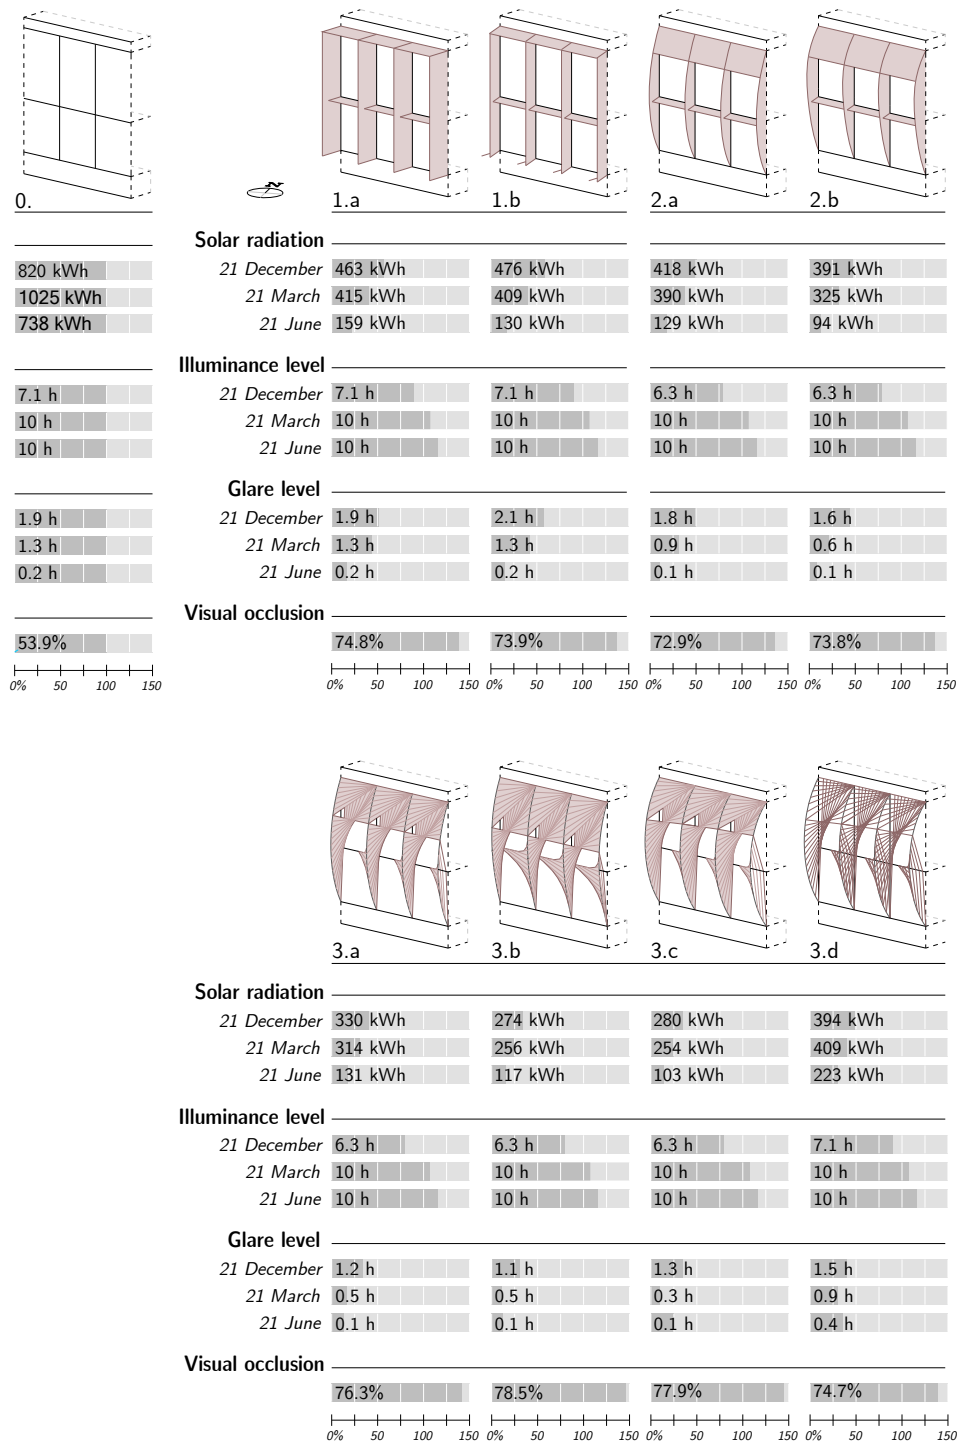 0. 1.a 1.b 2.a 2.b
N
Solar radiation
820 kWh 21 December 463 kWh 476 kWh 418 kWh 391 kWh
1025 kWh 21 March 415 kWh 409 kWh 390 kWh 325 kWh
738 kWh 21 June 159 kWh 130 kWh 129 kWh 94 kWh
Illuminance level
7.1 h 21 December 7.1 h 7.1 h 6.3 h 6.3 h
10 h 21 March 10 h 10 h 10 h 10 h
10 h 21 June 10 h 10 h 10 h 10 h
Glare level
1.9 h 21 December 1.9 h 2.1 h 1.8 h 1.6 h
1.3 h 21 March 1.3 h 1.3 h 0.9 h 0.6 h
0.2 h 21 June 0.2 h 0.2 h 0.1 h 0.1 h
Visual occlusion
53.9% 74.8% 73.9% 72.9% 73.8%
0% 50 100 150 0% 50 100 150 0% 50 100 150 0% 50 100 150 0% 50 100 150
3.a 3.b 3.c 3.d
Solar radiation
21 December 330 kWh 274 kWh 280 kWh 394 kWh
21 March 314 kWh 256 kWh 254 kWh 409 kWh
21 June 131 kWh 117 kWh 103 kWh 223 kWh
Illuminance level
21 December 6.3 h 6.3 h 6.3 h 7.1 h
21 March 10 h 10 h 10 h 10 h
21 June 10 h 10 h 10 h 10 h
Glare level
21 December 1.2 h 1.1 h 1.3 h 1.5 h
21 March 0.5 h 0.5 h 0.3 h 0.9 h
21 June 0.1 h 0.1 h 0.1 h 0.4 h
Visual occlusion
76.3% 78.5% 77.9% 74.7%
0% 50 100 150 0% 50 100 150 0% 50 100 150 0% 50 100 150